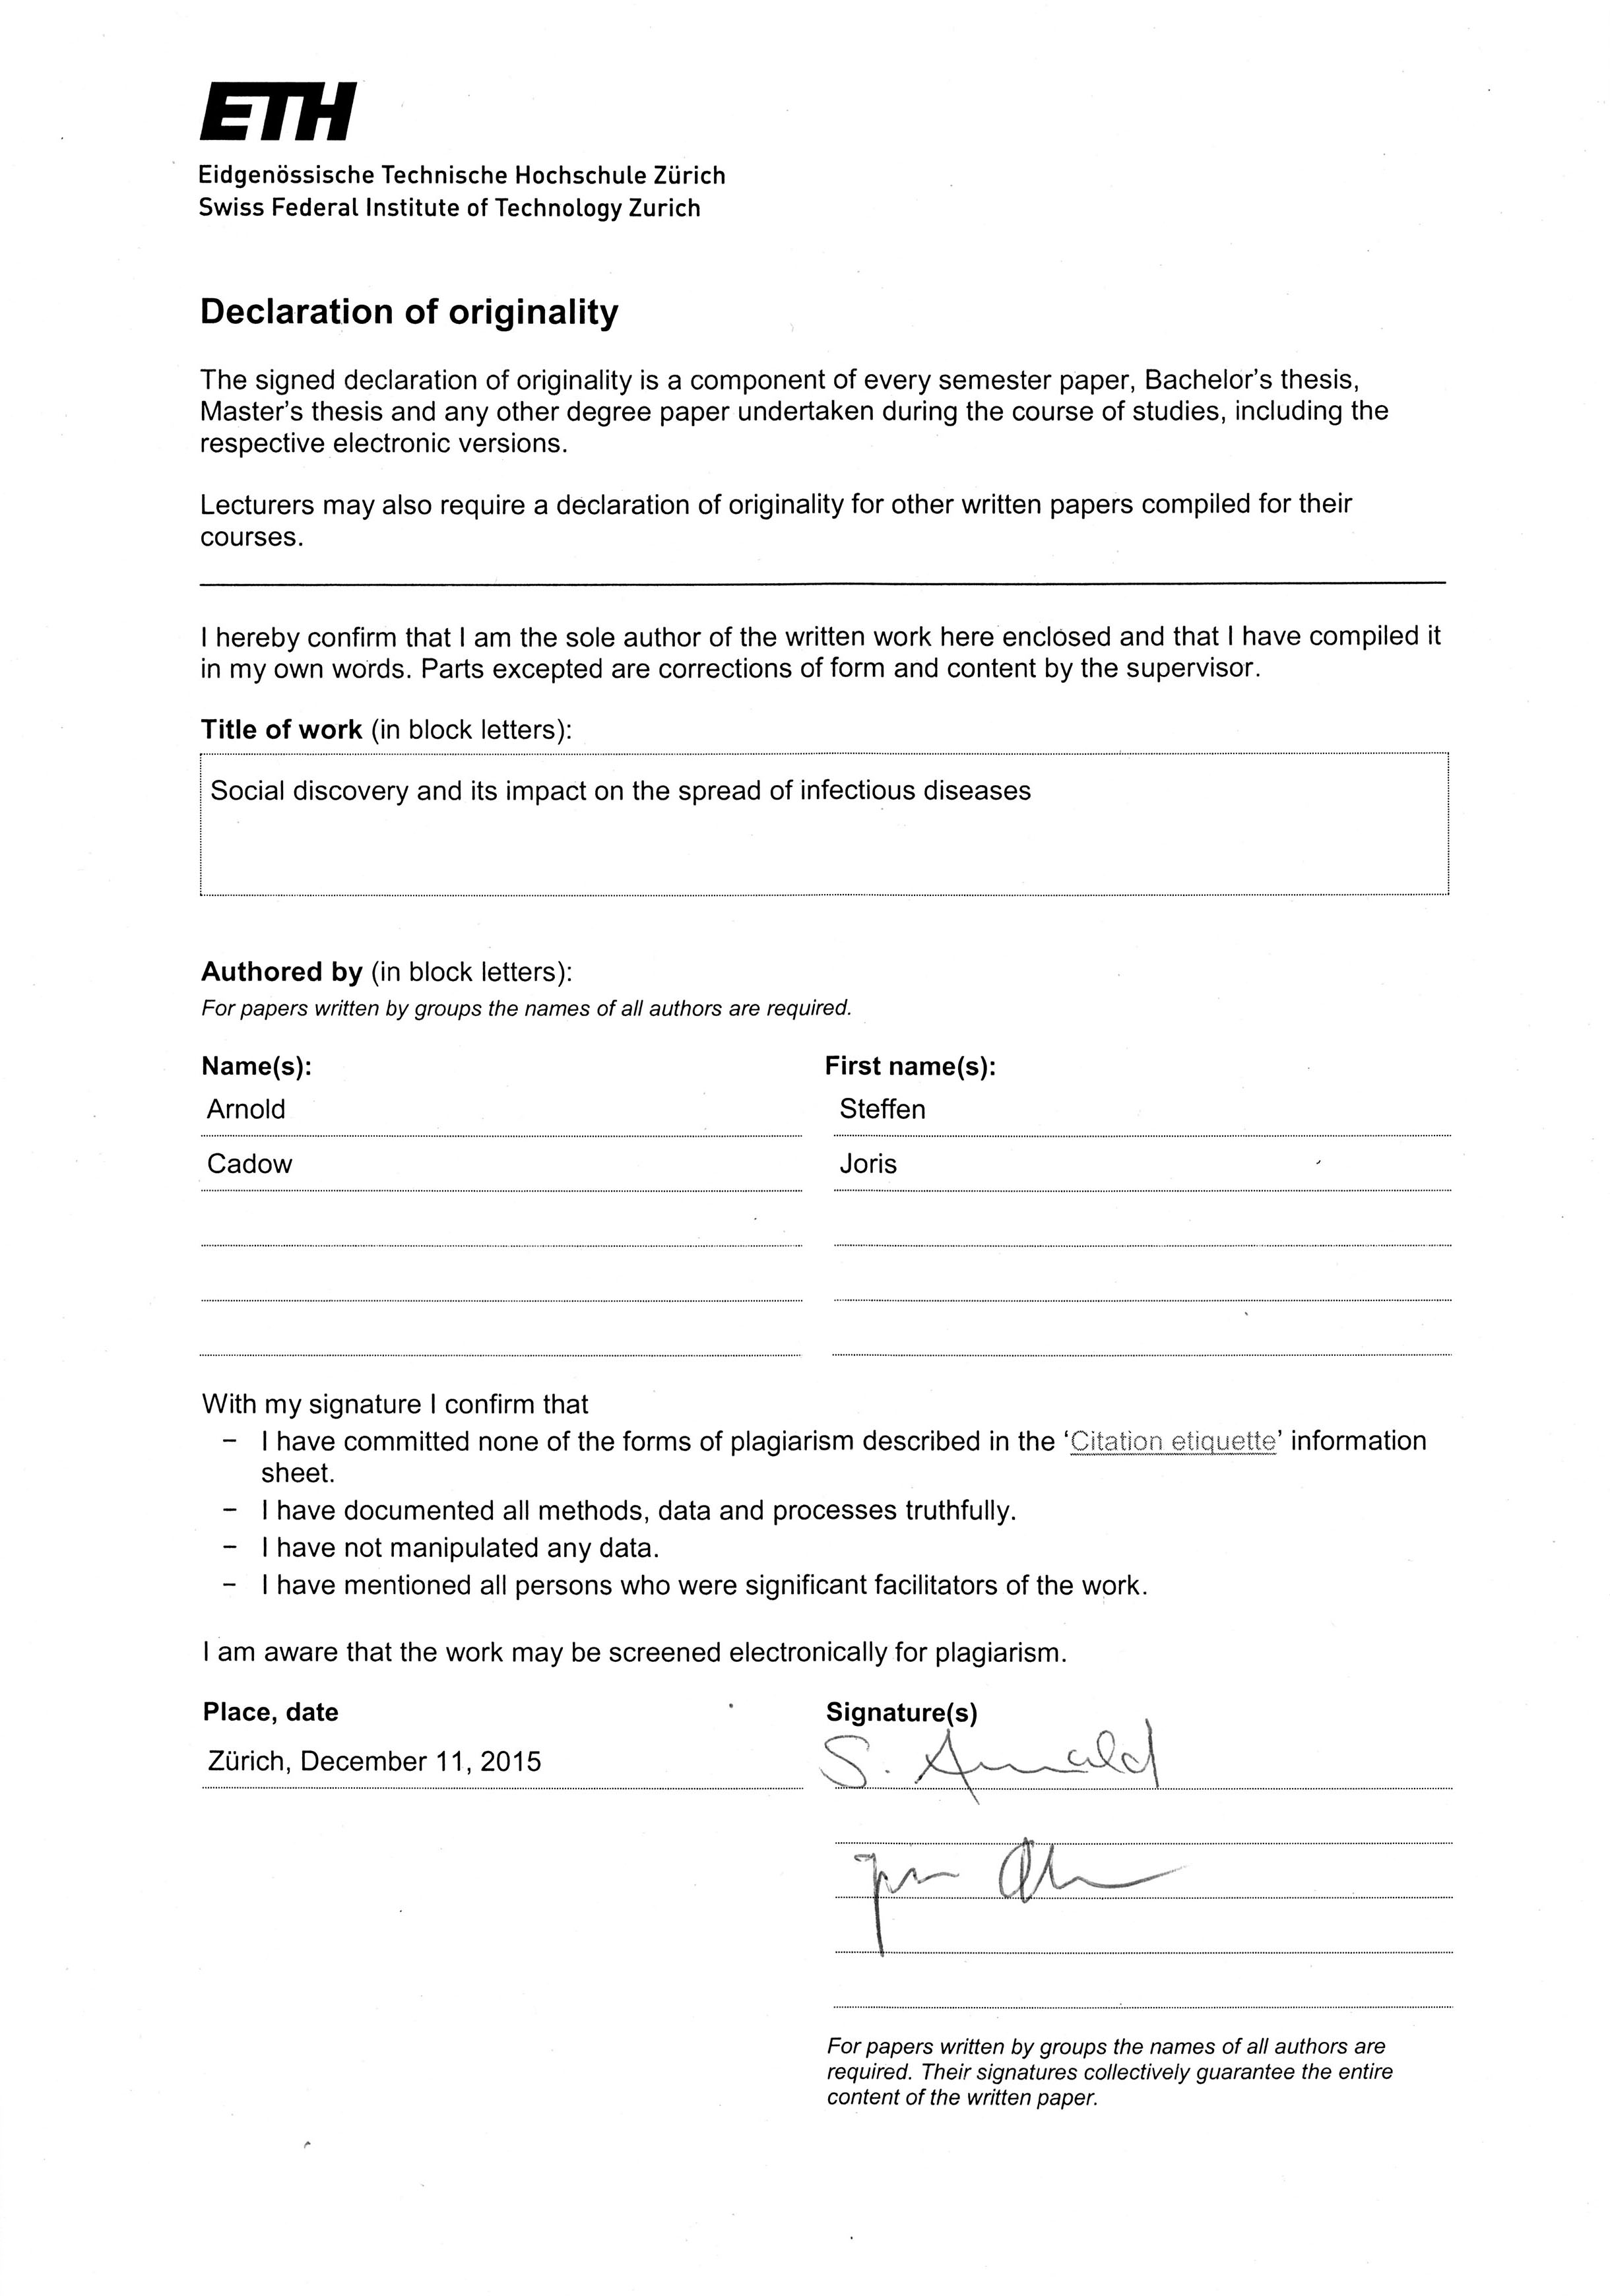 ETH
Eidgenössische Technische Hochschule Zürich
Swiss Federal Institute of Technology Zurich
Declaration of originality
The signed declaration of originality is a component of every semester paper, Bachelor's thesis,
Master's thesis and any other degree paper undertaken during the course of studies, including the
respective electronic versions.
Lecturers may also require a declaration of originality for other written papers compiled for their
courses.
I hereby confirm that I am the sole author of the written work here enclosed and that I have compiled it
in my own words. Parts excepted are corrections of form and content by the supervisor.
Title of work (in block letters):
Social discovery and its impact on the spread of infectious diseases
Authored by (in block letters):
For papers written by groups the names of all authors are required.
Name(s): First name(s):
Arnold Steffen
Cadow Joris
With my signature I confirm that
– I have committed none of the forms of plagiarism described in the 'Citation etiquette' information
sheet.
– I have documented all methods, data and processes truthfully.
– I have not manipulated any data.
– I have mentioned all persons who were significant facilitators of the work.
I am aware that the work may be screened electronically for plagiarism.
Place, date Signature(s)
Zürich, December 11, 2015 S. Arnold
For papers written by groups the names of all authors are
required. Their signatures collectively guarantee the entire
content of the written paper.